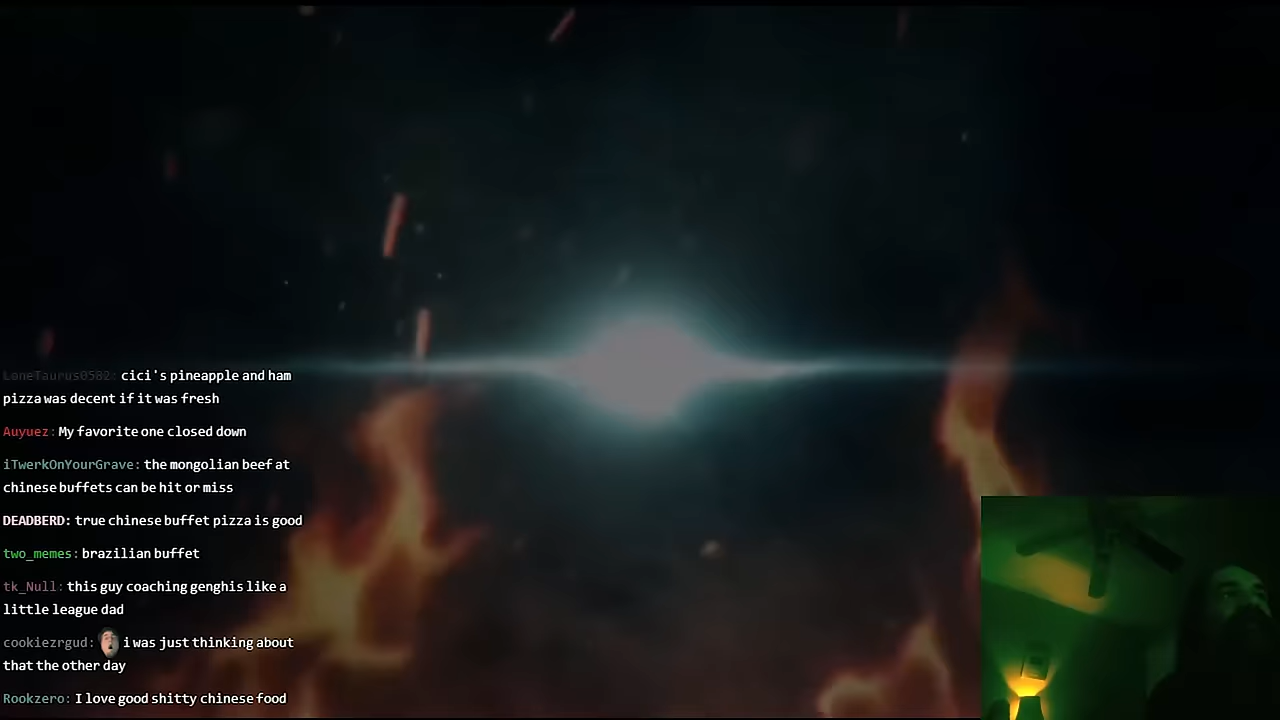 LoneTaurus0582: cici's pineapple and ham
pizza was decent if it was fresh
Auyuez: My favorite one closed down
iTwerkOnYourGrave: the mongolian beef at
chinese buffets can be hit or miss
DEADBERD: true chinese buffet pizza is good
two_memes: brazilian buffet
tk_Null: this guy coaching genghis like a
little league dad
cookiezrgud: i was just thinking about
that the other day
Rookzero: I love good shitty chinese food